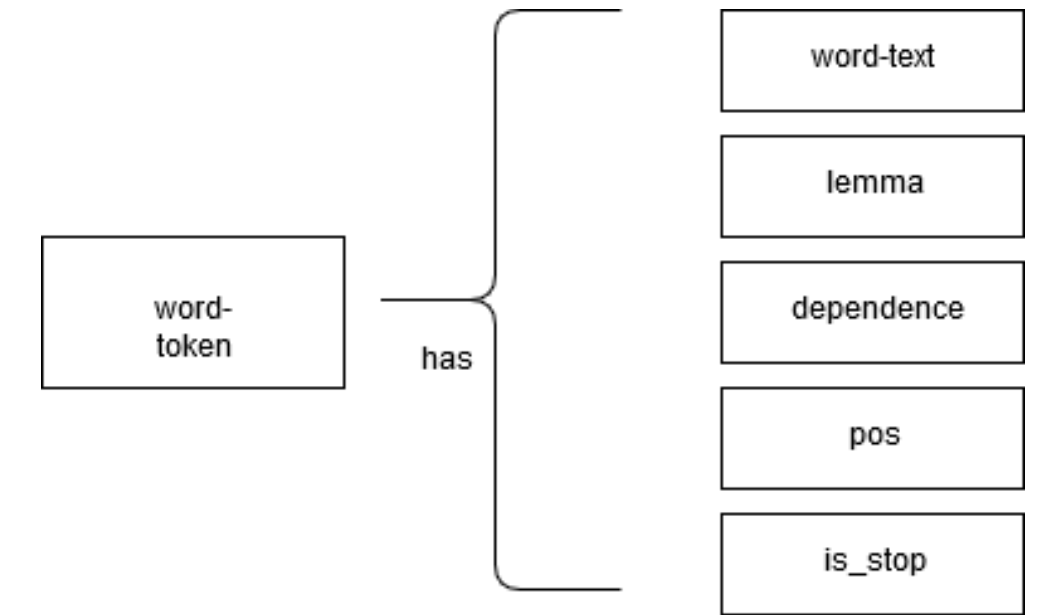 word-
token
has
word-text
lemma
dependence
pos
is_stop